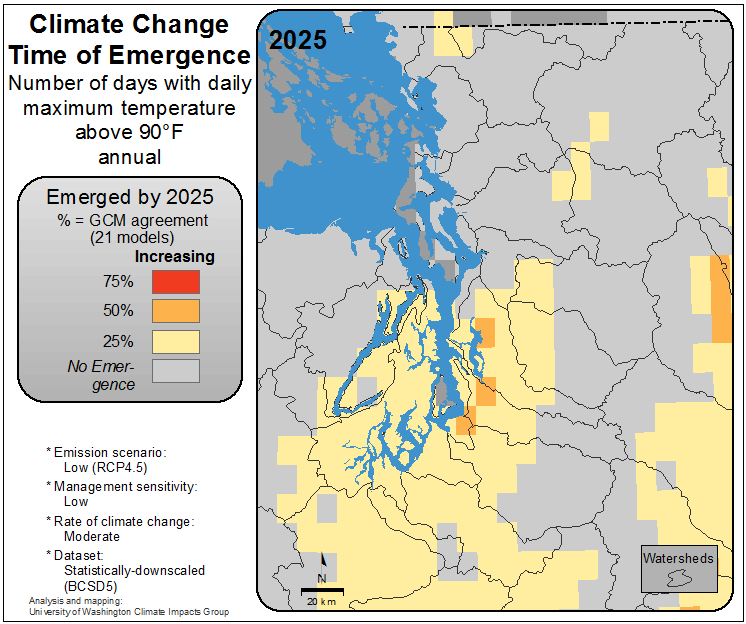 Climate Change
Time of Emergence
Number of days with daily
maximum temperature
above 90°F
annual
Emerged by 2025
% = GCM agreement
(21 models)
Increasing
75%
50%
25%
No Emer-
gence
* Emission scenario:
Low (RCP4.5)
* Management sensitivity:
Low
* Rate of climate change:
Moderate
* Dataset:
Statistically-downscaled
(BCSD5)
Analysis and mapping:
University of Washington Climate Impacts Group
2025
N
20 km
Watersheds